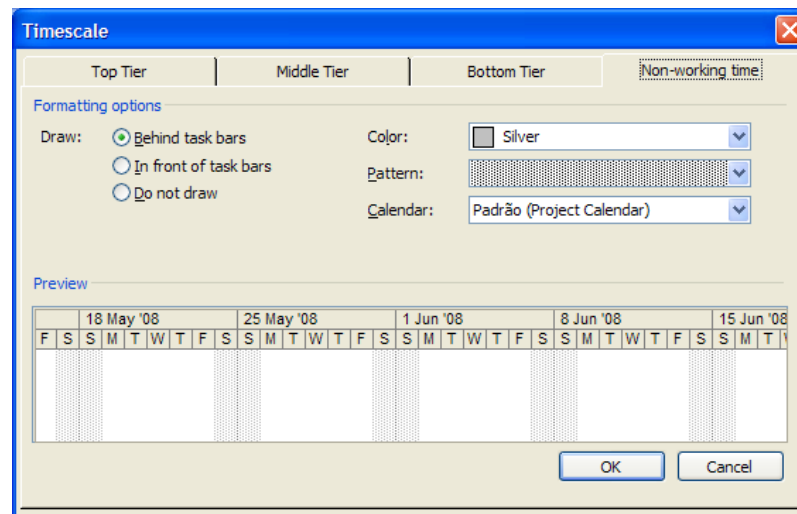 Timescale
Top Tier Middle Tier Bottom Tier Non-working time
Formatting options
Draw: Behind task bars Color: Silver
In front of task bars Pattern:
Do not draw Calendar: Padrão (Project Calendar)
Preview
18 May '08 25 May '08 1 Jun '08 8 Jun '08 15 Jun '08
F S S M T W T F S S M T W T F S S M T W T F S S M T W T F S S M T
OK Cancel